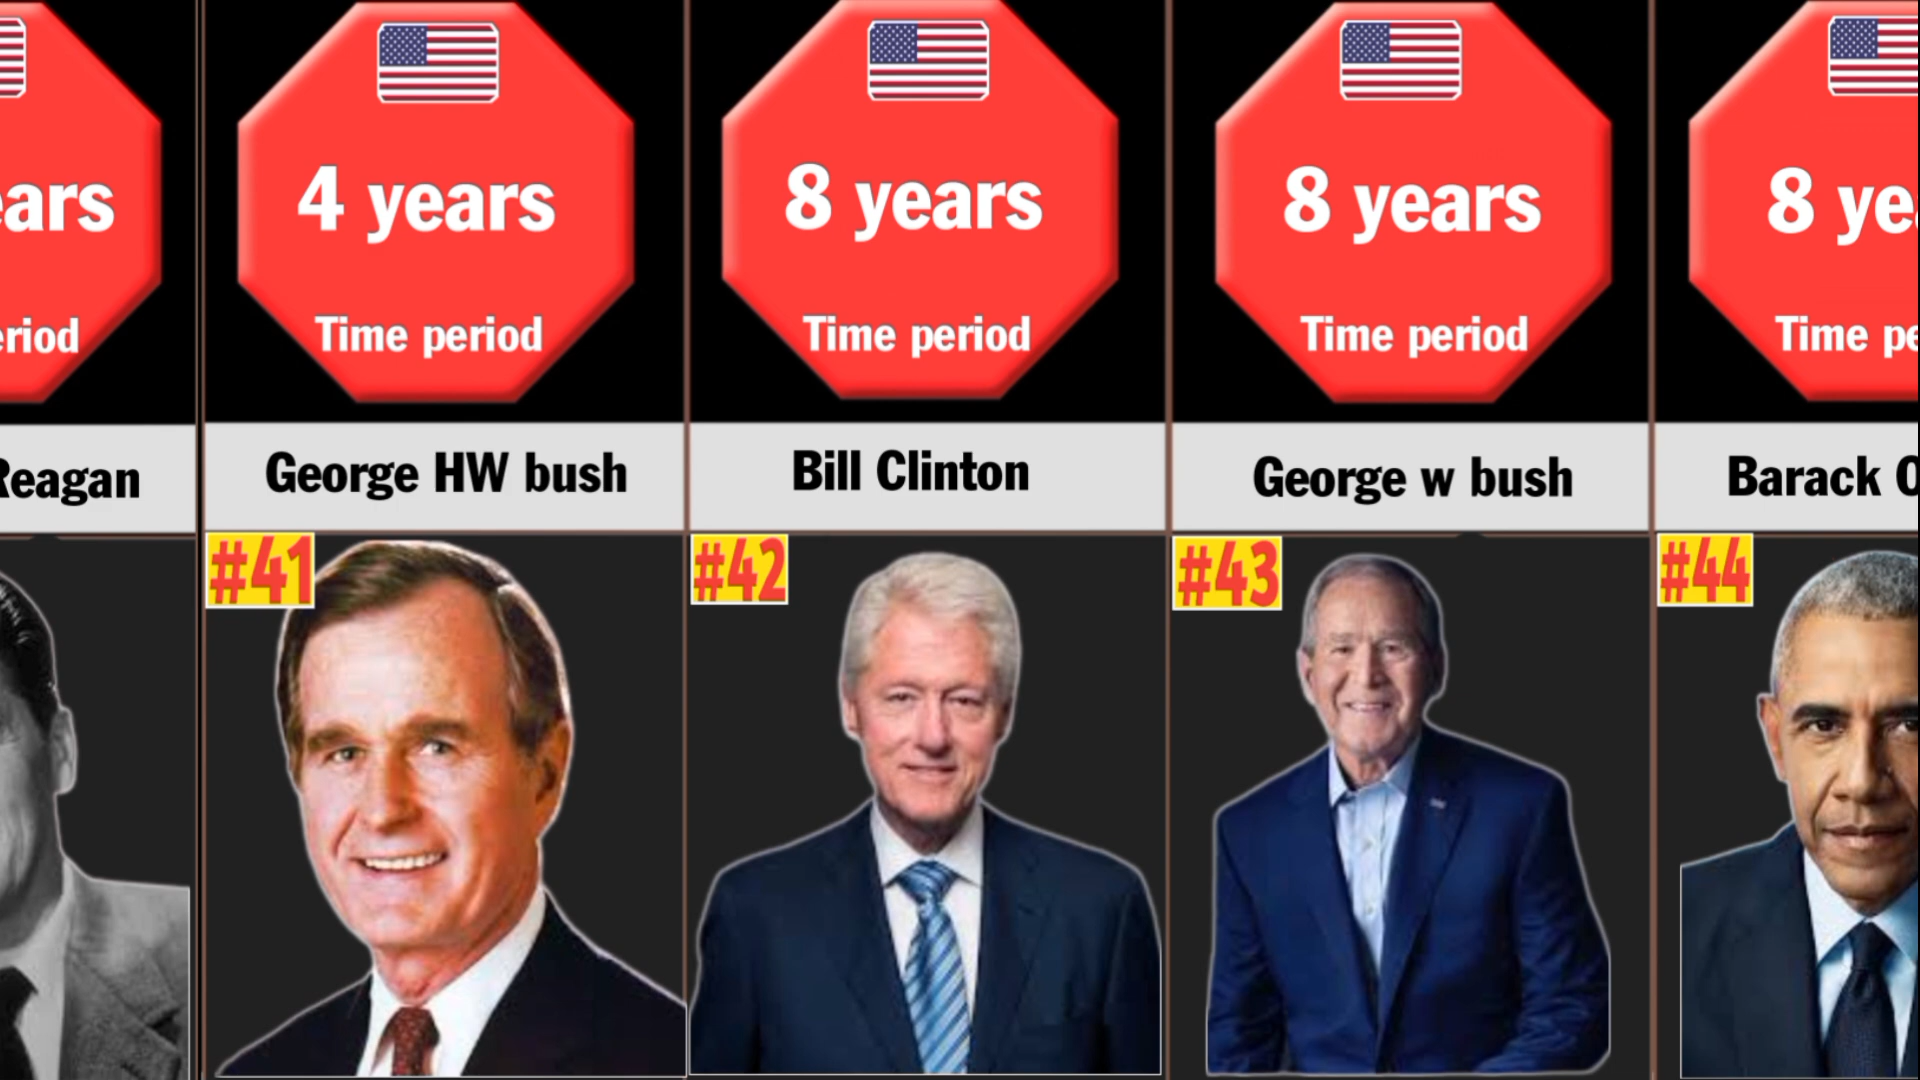 ears
eriod
Reagan
4 years
Time period
George HW bush
#41
8 years
Time period
Bill Clinton
#42
8 years
Time period
George w bush
#43
8 ye
Time pe
Barack O
#44